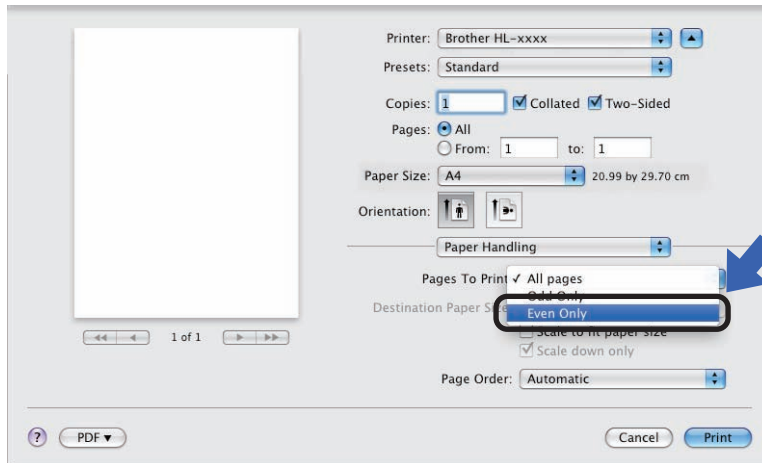 Printer: Brother HL-xxxx
Presets: Standard
Copies: 1 Collated Two-Sided
Pages: All
From: 1 to: 1
Paper Size: A4 20.99 by 29.70 cm
Orientation:
Paper Handling
Pages To Print ✓ All pages
Odd Only
Destination Paper Size
Even Only
Scale to fit paper size
1 of 1
Scale down only
Page Order: Automatic
? PDF ▼ Cancel Print